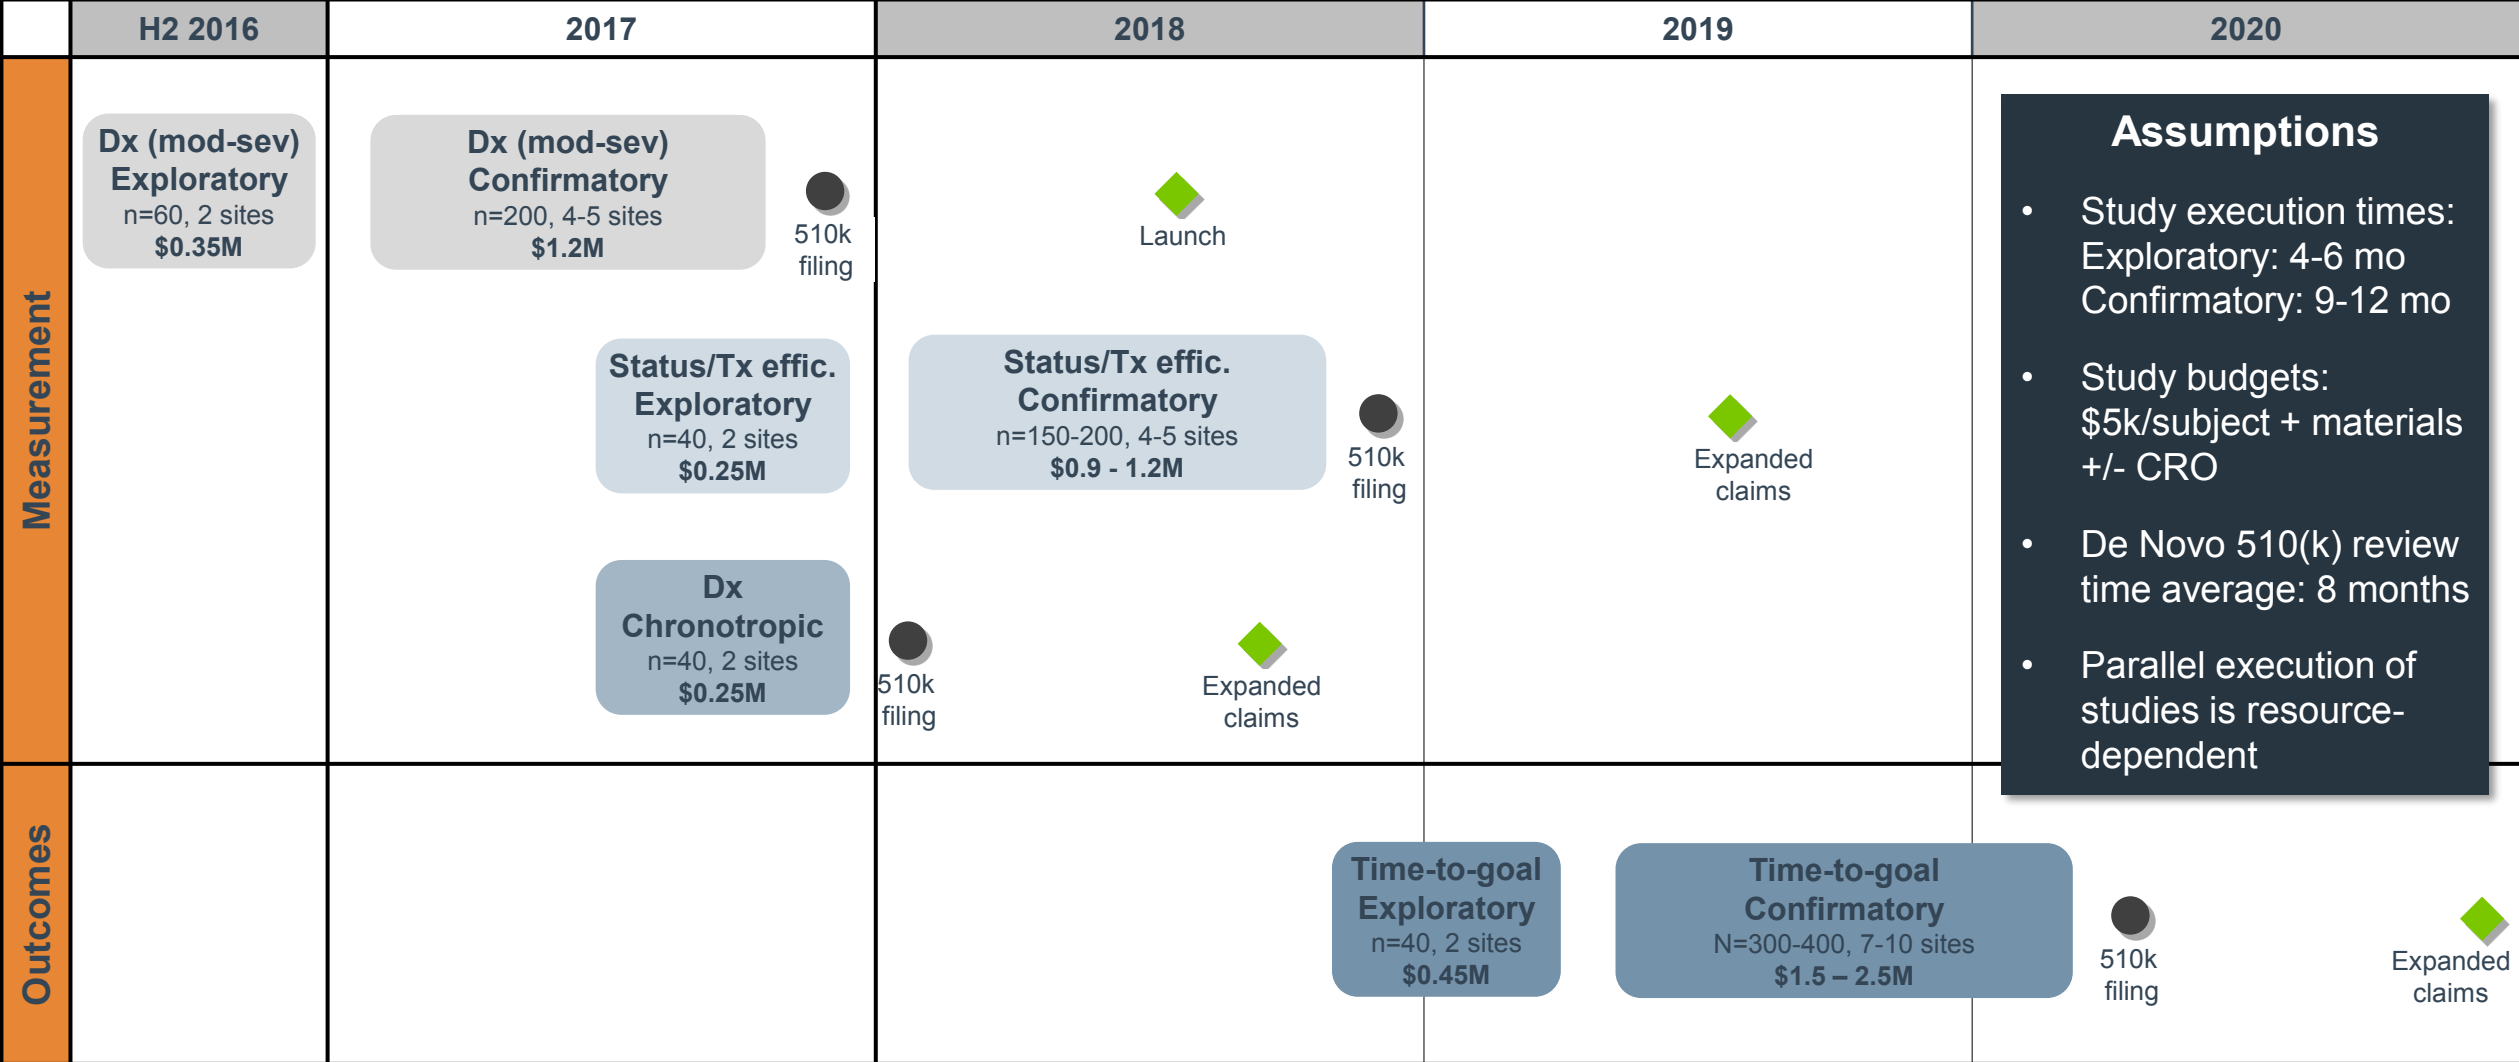 H2 2016
2017
2018
2019
2020
Measurement
Dx (mod-sev)
Exploratory
n=60, 2 sites
$0.35M
Dx (mod-sev)
Confirmatory
n=200, 4-5 sites
$1.2M
510k
filing
Launch
Status/Tx effic.
Exploratory
n=40, 2 sites
$0.25M
Status/Tx effic.
Confirmatory
n=150-200, 4-5 sites
$0.9 - 1.2M
510k
filing
Expanded
claims
Dx
Chronotropic
n=40, 2 sites
$0.25M
510k
filing
Expanded
claims
Assumptions
• Study execution times:
Exploratory: 4-6 mo
Confirmatory: 9-12 mo
• Study budgets:
$5k/subject + materials
+/- CRO
• De Novo 510(k) review
time average: 8 months
• Parallel execution of
studies is resource-
dependent
Outcomes
Time-to-goal
Exploratory
n=40, 2 sites
$0.45M
Time-to-goal
Confirmatory
N=300-400, 7-10 sites
$1.5 – 2.5M
510k
filing
Expanded
claims